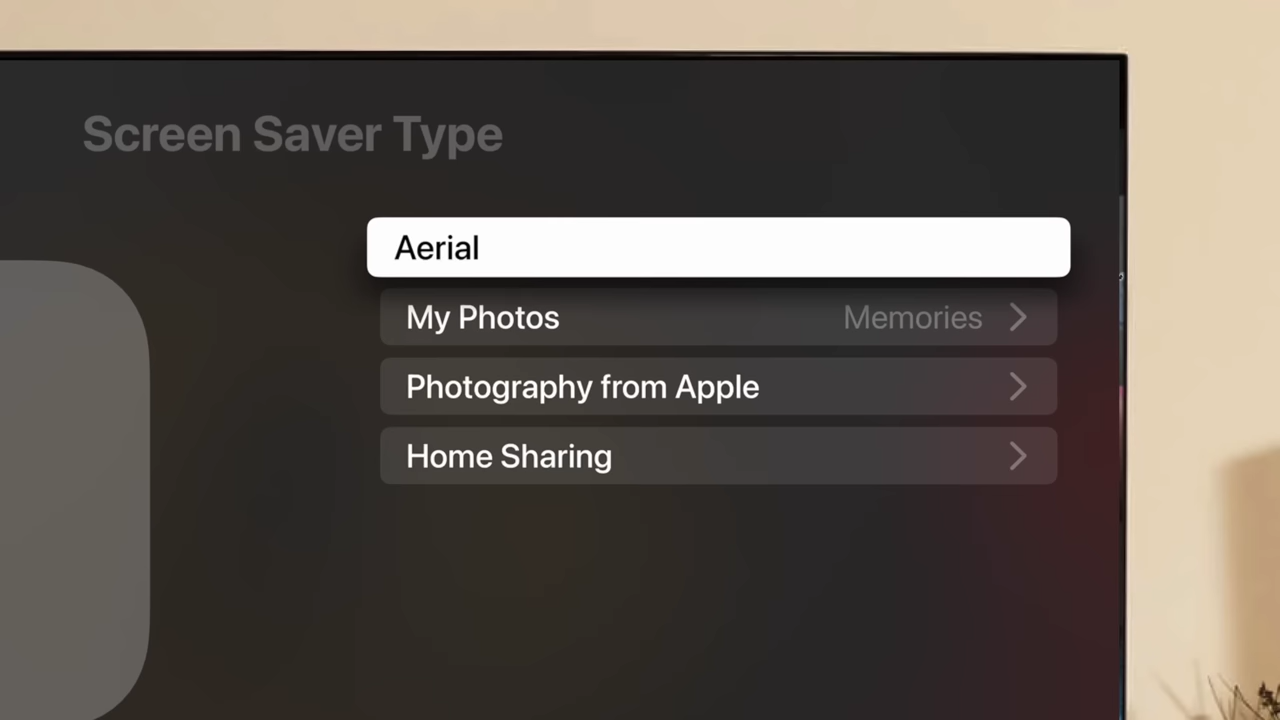 Screen Saver Type
Aerial
My Photos Memories
Photography from Apple
Home Sharing